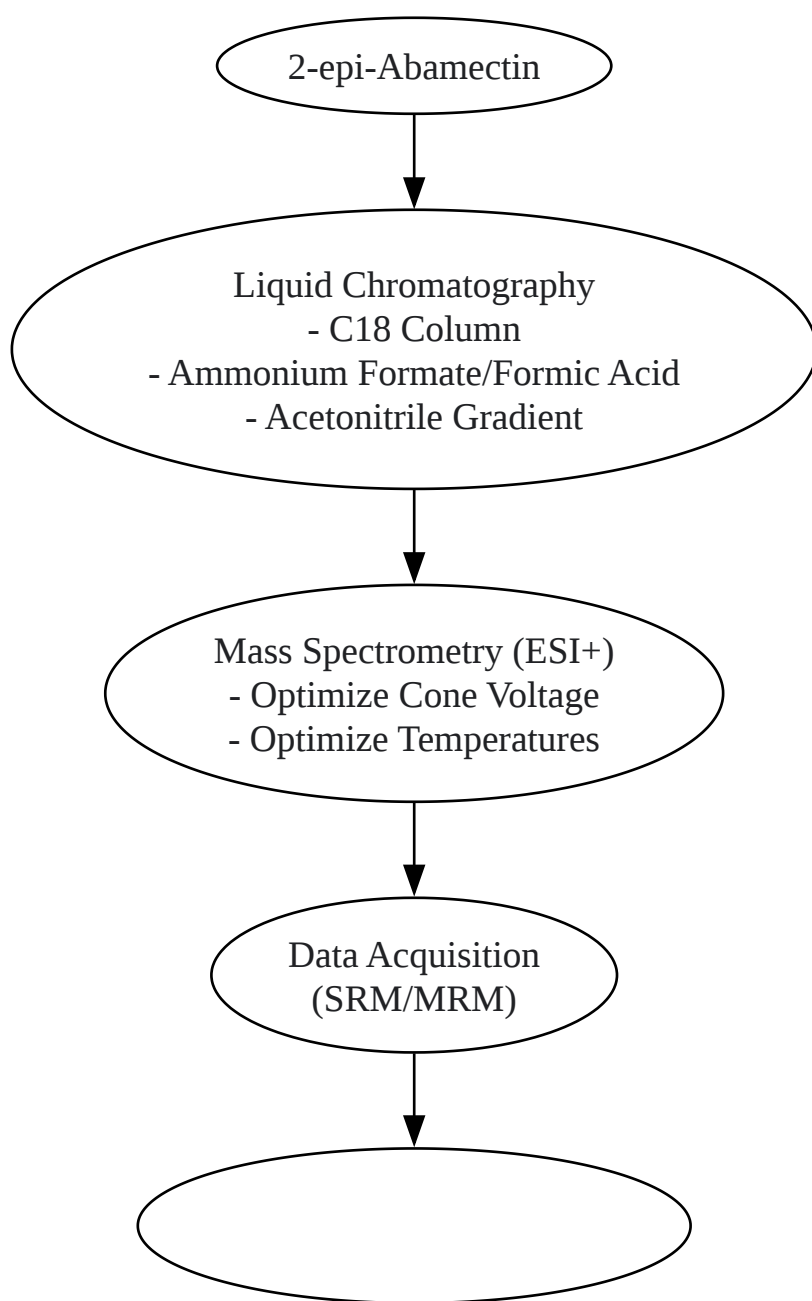 2-epi-Abamectin
Liquid Chromatography
- C18 Column
- Ammonium Formate/Formic Acid
- Acetonitrile Gradient
Mass Spectrometry (ESI+)
- Optimize Cone Voltage
- Optimize Temperatures
Data Acquisition
(SRM/MRM)